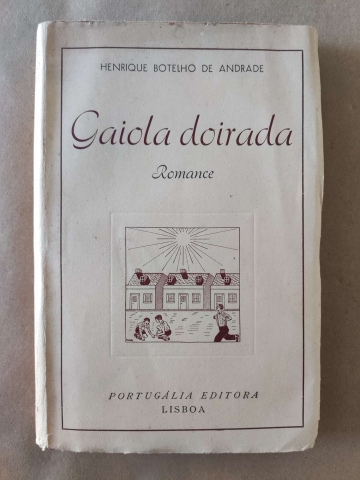 HENRIQUE BOTELHO DE ANDRADE
Gaiola doirada
Romance
PORTUGÁLIA EDITORA
LISBOA